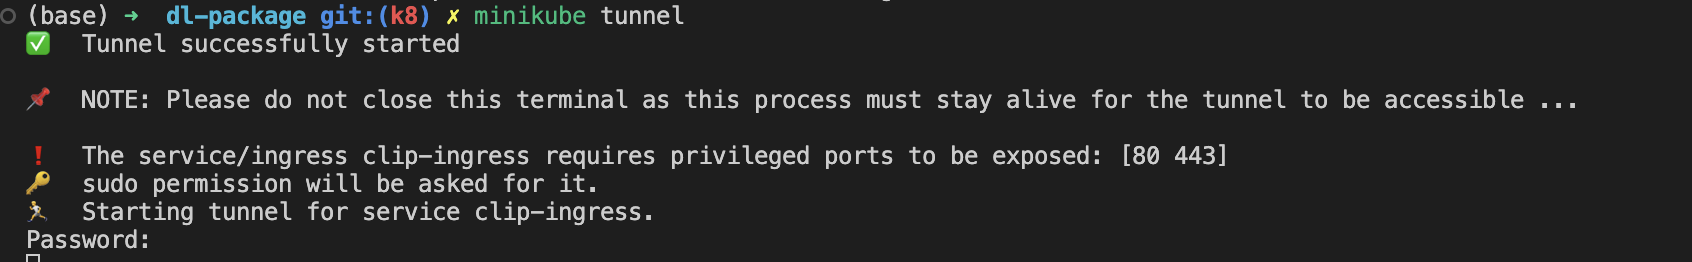 (base) ➜ dl-package git:(k8) ✗ minikube tunnel
✅ Tunnel successfully started
📌 NOTE: Please do not close this terminal as this process must stay alive for the tunnel to be accessible ...
❗ The service/ingress clip-ingress requires privileged ports to be exposed: [80 443]
🔑 sudo permission will be asked for it.
🏃 Starting tunnel for service clip-ingress.
Password: